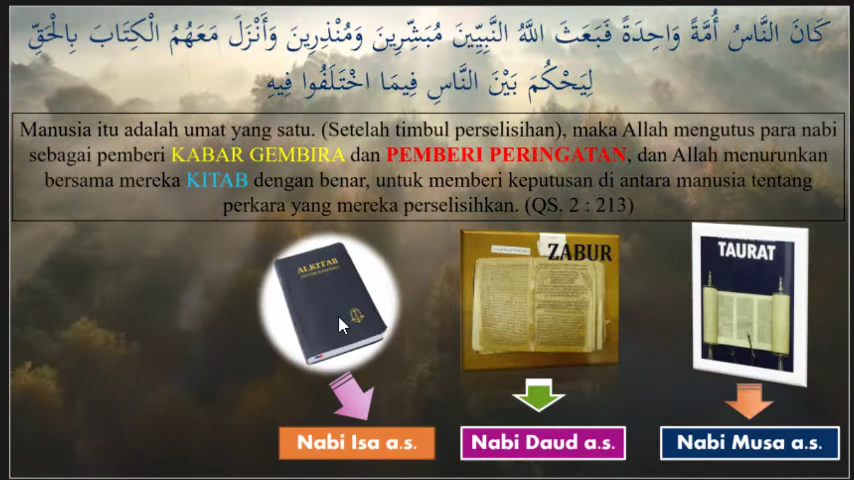 كَانَ النَّاسُ أُمَّةً وَاحِدَةً فَبَعَثَ اللَّهُ النَّبِيِّينَ مُبَشِّرِينَ وَمُنْذِرِينَ وَأَنْزَلَ مَعَهُمُ الْكِتَابَ بِالْحَقِّ
لِيَحْكُمَ بَيْنَ النَّاسِ فِيمَا اخْتَلَفُوا فِيهِ
Manusia itu adalah umat yang satu. (Setelah timbul perselisihan), maka Allah mengutus para nabi
sebagai pemberi KABAR GEMBIRA dan PEMBERI PERINGATAN, dan Allah menurunkan
bersama mereka KITAB dengan benar, untuk memberi keputusan di antara manusia tentang
perkara yang mereka perselisihkan. (QS. 2 : 213)
ALKITAB
ZABUR
TAURAT
Nabi Isa a.s.
Nabi Daud a.s.
Nabi Musa a.s.